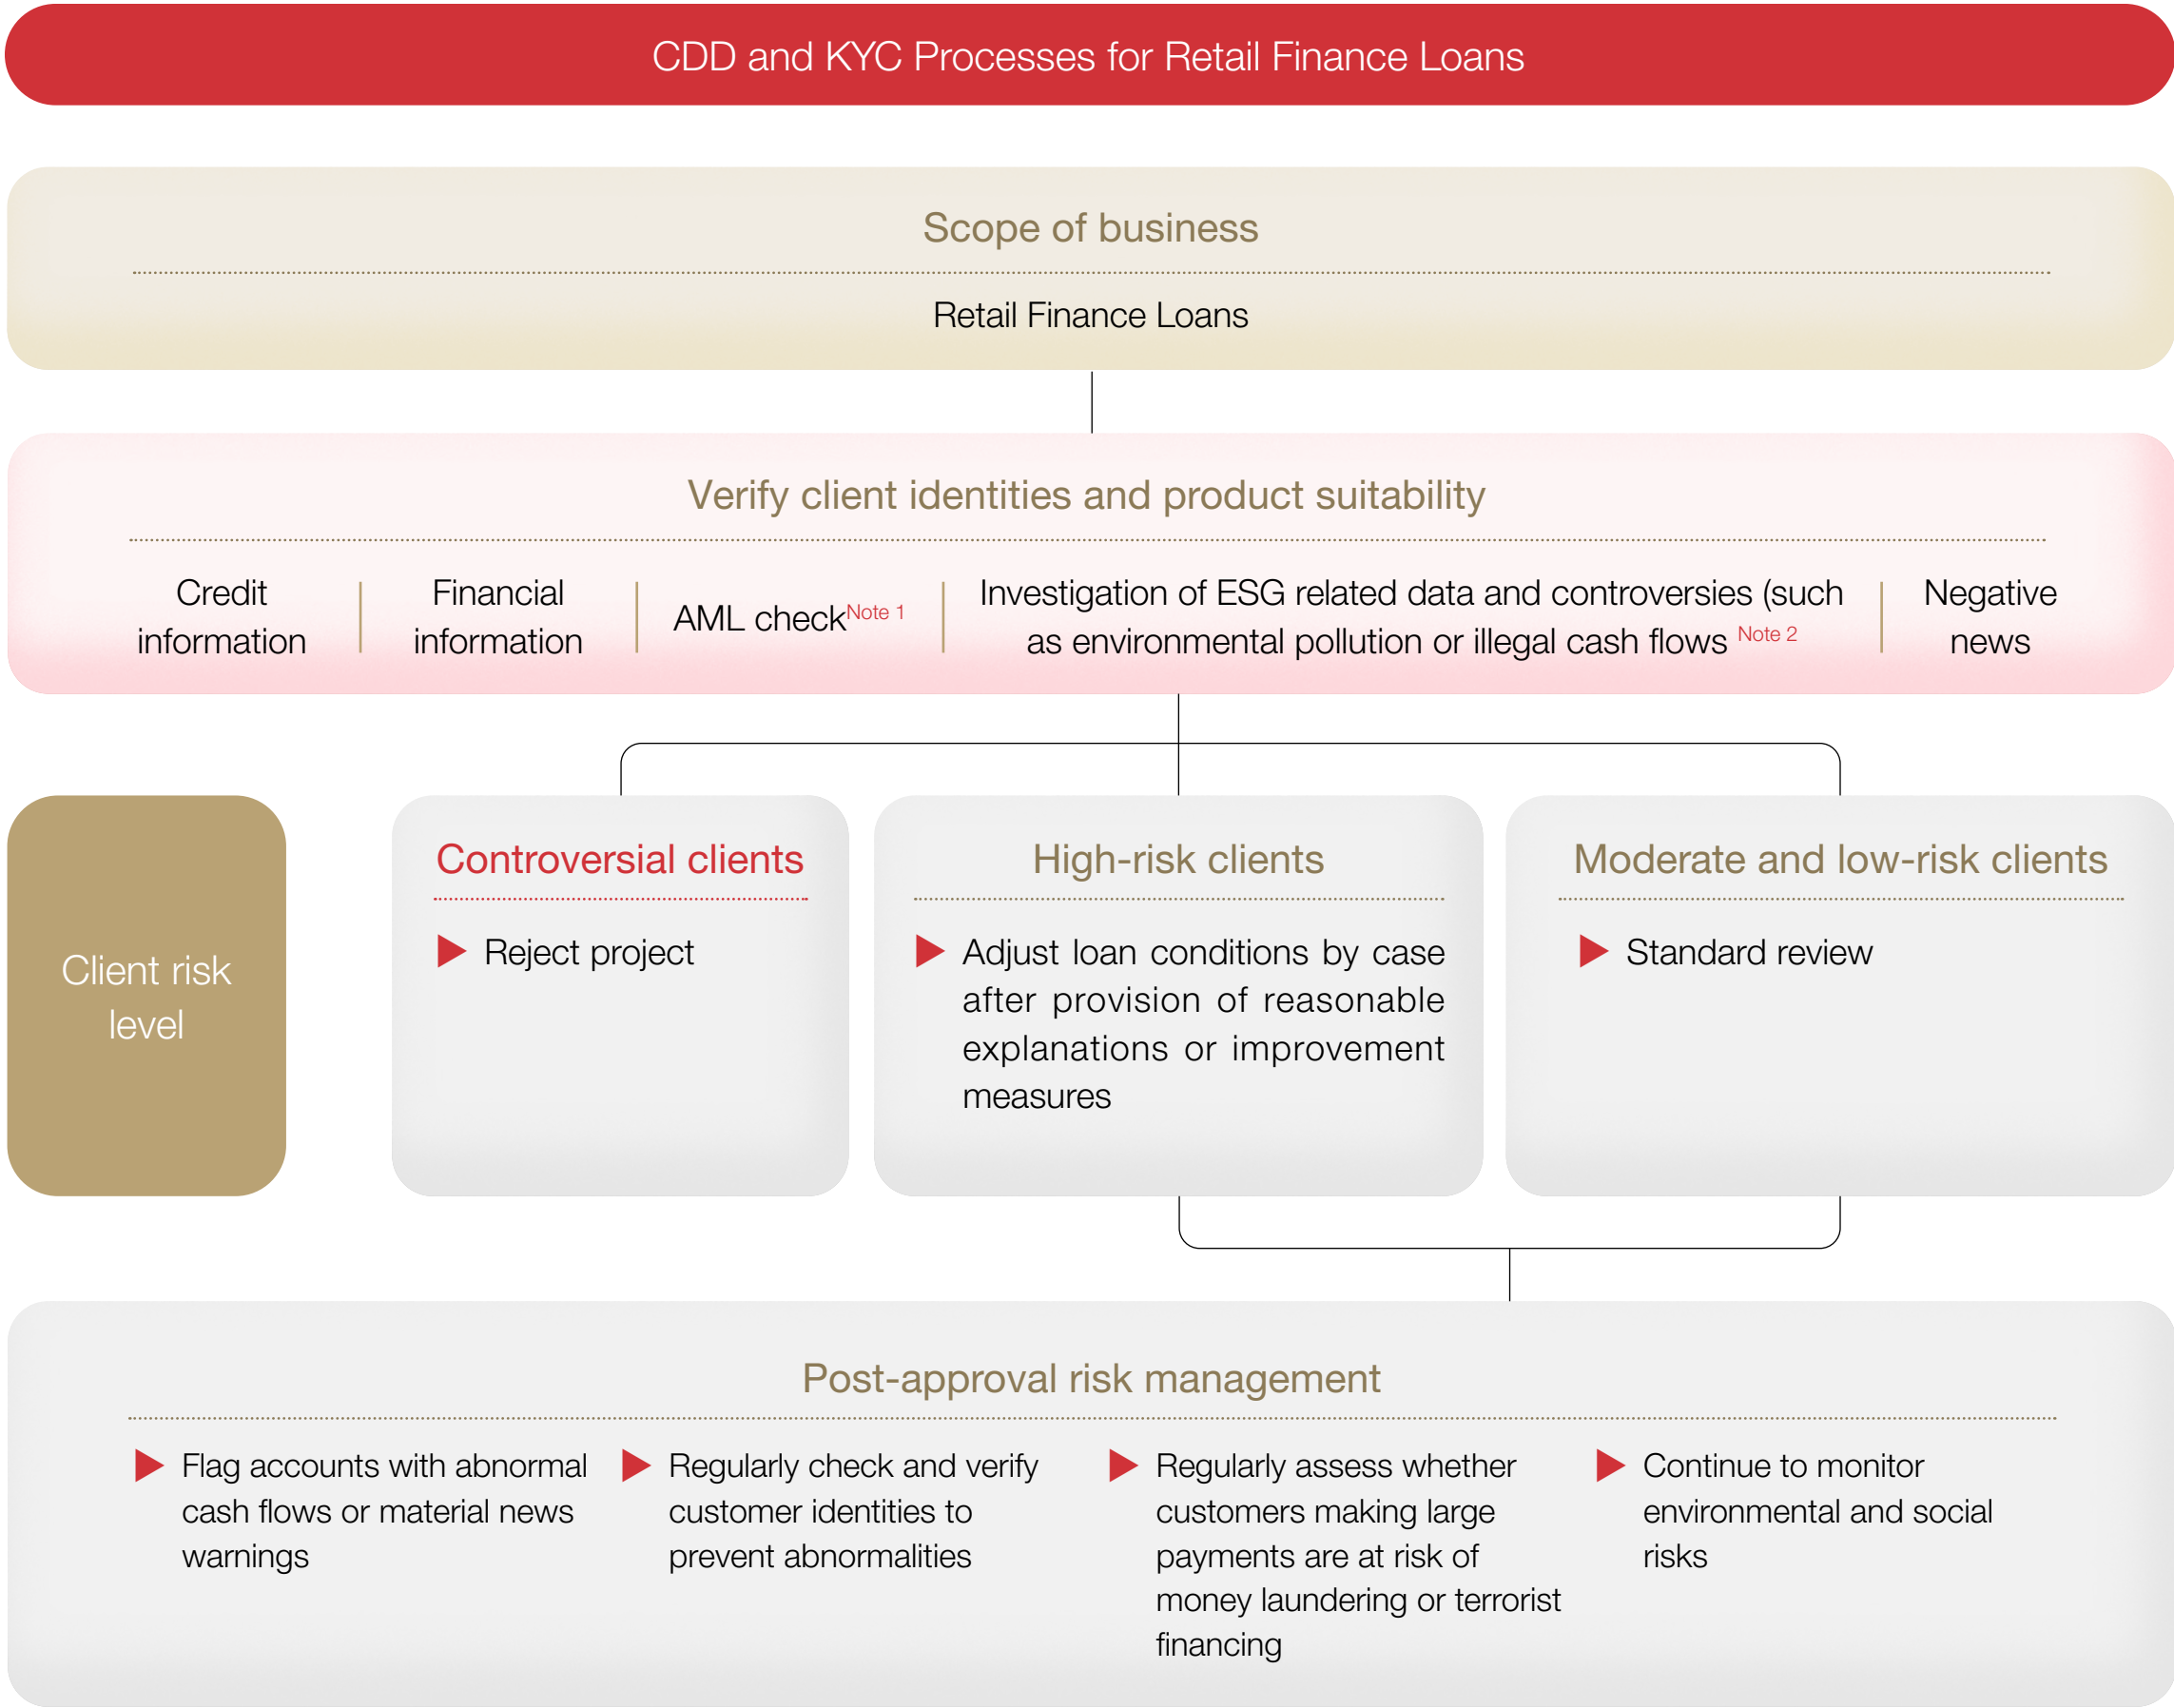 CDD and KYC Processes for Retail Finance Loans
Scope of business
Retail Finance Loans
Verify client identities and product suitability
Credit
information
Financial
information
AML check Note 1
Investigation of ESG related data and controversies (such
as environmental pollution or illegal cash flows Note 2
Negative
news
Client risk
level
Controversial clients
Reject project
High-risk clients
Adjust loan conditions by case
after provision of reasonable
explanations or improvement
measures
Moderate and low-risk clients
Standard review
Post-approval risk management
Flag accounts with abnormal
cash flows or material news
warnings
Regularly check and verify
customer identities to
prevent abnormalities
Regularly assess whether
customers making large
payments are at risk of
money laundering or terrorist
financing
Continue to monitor
environmental and social
risks